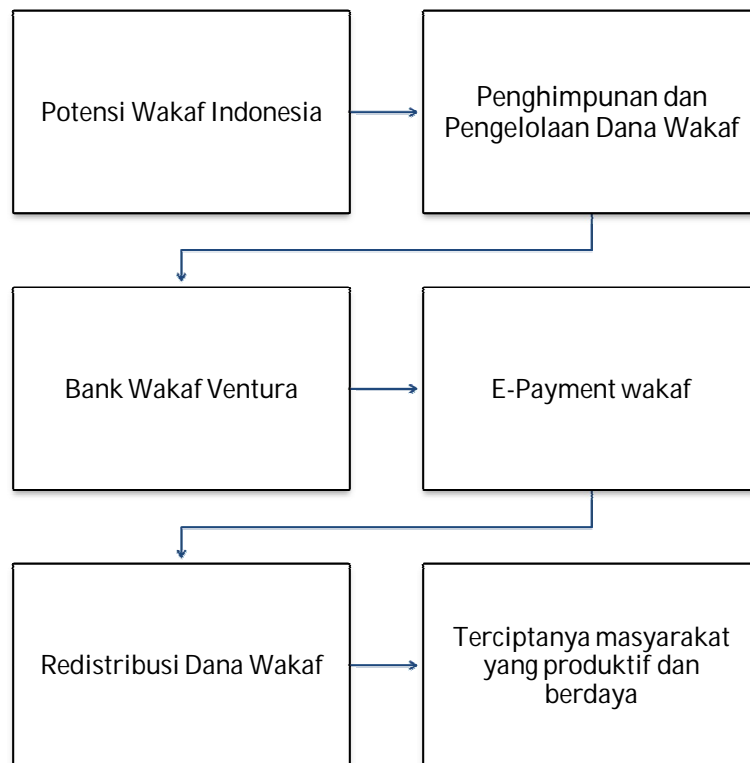 Potensi Wakaf Indonesia
Penghimpunan dan
Pengelolaan Dana Wakaf
Bank Wakaf Ventura
E-Payment wakaf
Redistribusi Dana Wakaf
Terciptanya masyarakat
yang produktif dan
berdaya